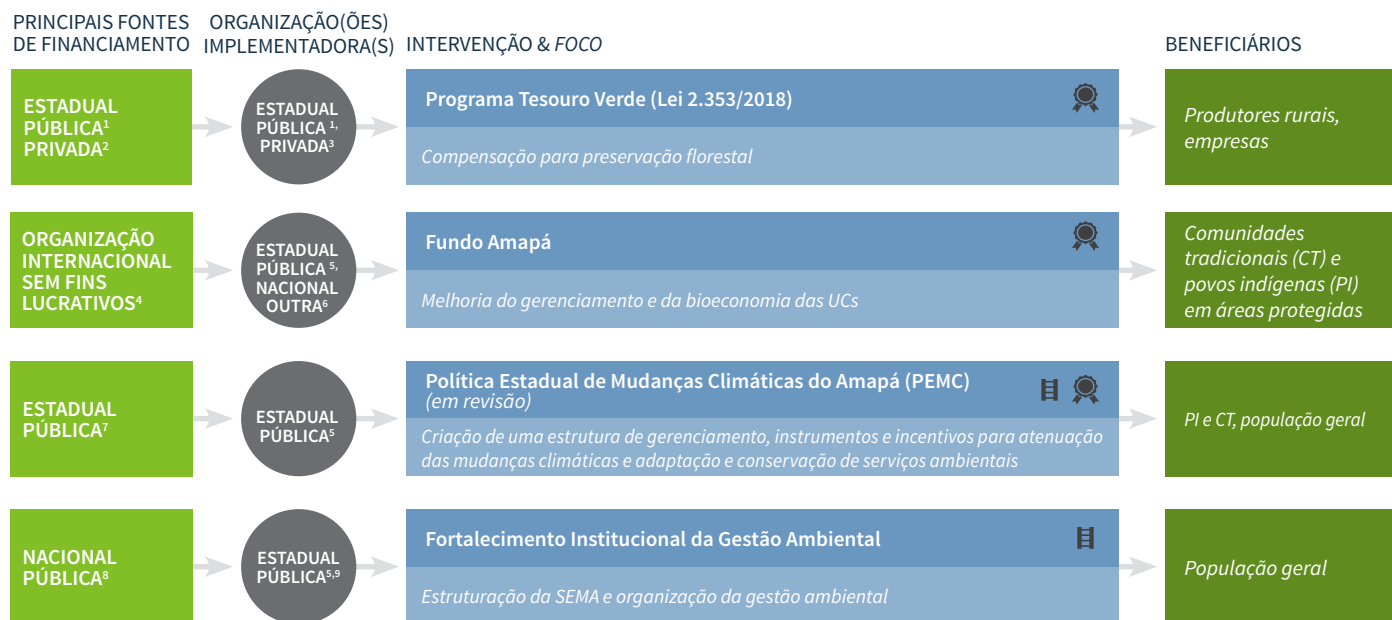 PRINCIPAIS FONTES
DE FINANCIAMENTO
ORGANIZAÇÃO(ÕES)
IMPLEMENTADORA(S)
INTERVENÇÃO & FOCO
BENEFICIÁRIOS
ESTADUAL
PÚBLICA¹
PRIVADA²
ESTADUAL
PÚBLICA ¹,
PRIVADA³
Programa Tesouro Verde (Lei 2.353/2018)
Compensação para preservação florestal
Produtores rurais,
empresas
ORGANIZAÇÃO
INTERNACIONAL
SEM FINS
LUCRATIVOS⁴
ESTADUAL
PÚBLICA ⁵,
NACIONAL
OUTRA⁶
Fundo Amapá
Melhoria do gerenciamento e da bioeconomia das UCs
Comunidades
tradicionais (CT) e
povos indígenas (PI)
em áreas protegidas
ESTADUAL
PÚBLICA⁷
ESTADUAL
PÚBLICA⁵
Política Estadual de Mudanças Climáticas do Amapá (PEMC)
(em revisão)
Criação de uma estrutura de gerenciamento, instrumentos e incentivos para atenuação
das mudanças climáticas e adaptação e conservação de serviços ambientais
PI e CT, população geral
NACIONAL
PÚBLICA⁸
ESTADUAL
PÚBLICA⁵,⁹
Fortalecimento Institucional da Gestão Ambiental
Estruturação da SEMA e organização da gestão ambiental
População geral